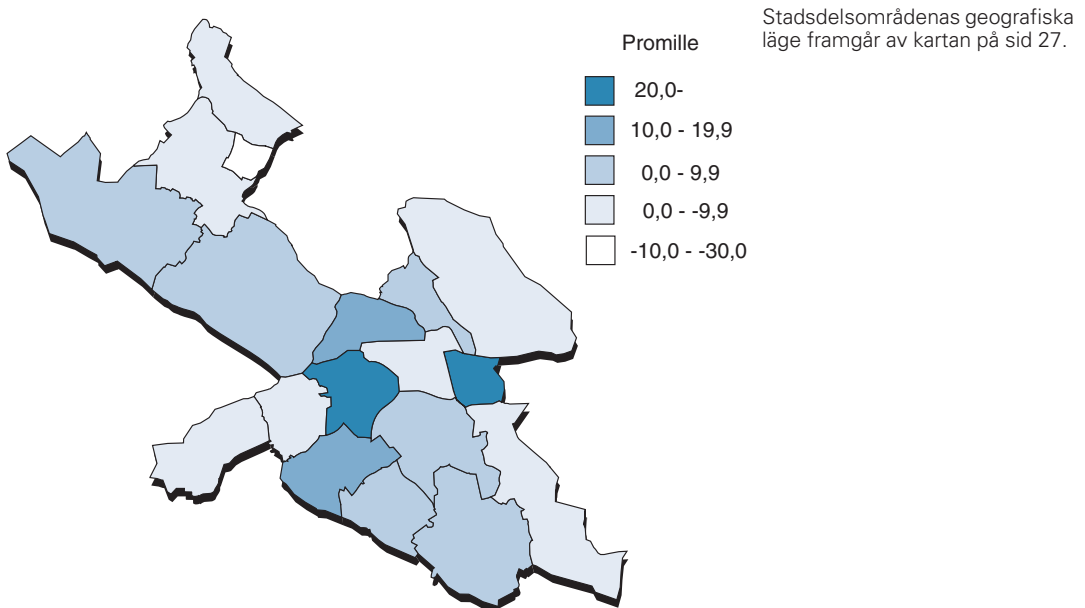 Stadsdelsområdenas geografiska
läge framgår av kartan på sid 27.
Promille
20,0-
10,0 - 19,9
0,0 - 9,9
0,0 - -9,9
-10,0 - -30,0